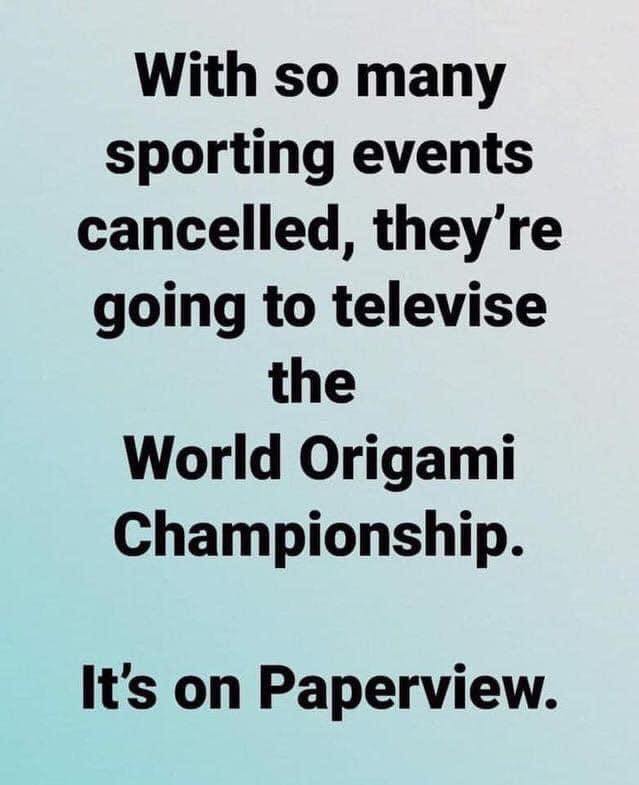 With so many
sporting events
cancelled, they’re
going to televise
the
World Origami
Championship.
It’s on Paperview.